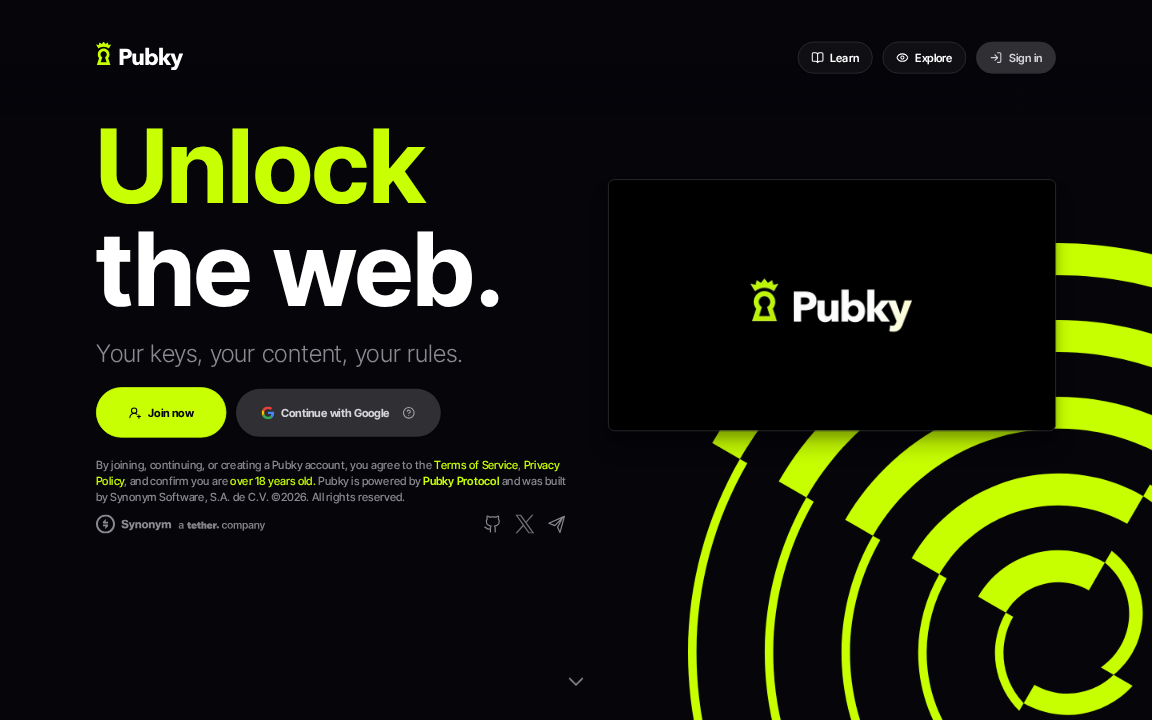 Pubky
Learn
Explore
Sign in
Unlock
the web.
Your keys, your content, your rules.
Join now
Continue with Google
By joining, continuing, or creating a Pubky account, you agree to the Terms of Service, Privacy
Policy, and confirm you are over 18 years old. Pubky is powered by Pubky Protocol and was built
by Synonym Software, S.A. de C.V. ©2026. All rights reserved.
Synonym a tether. company
Pubky